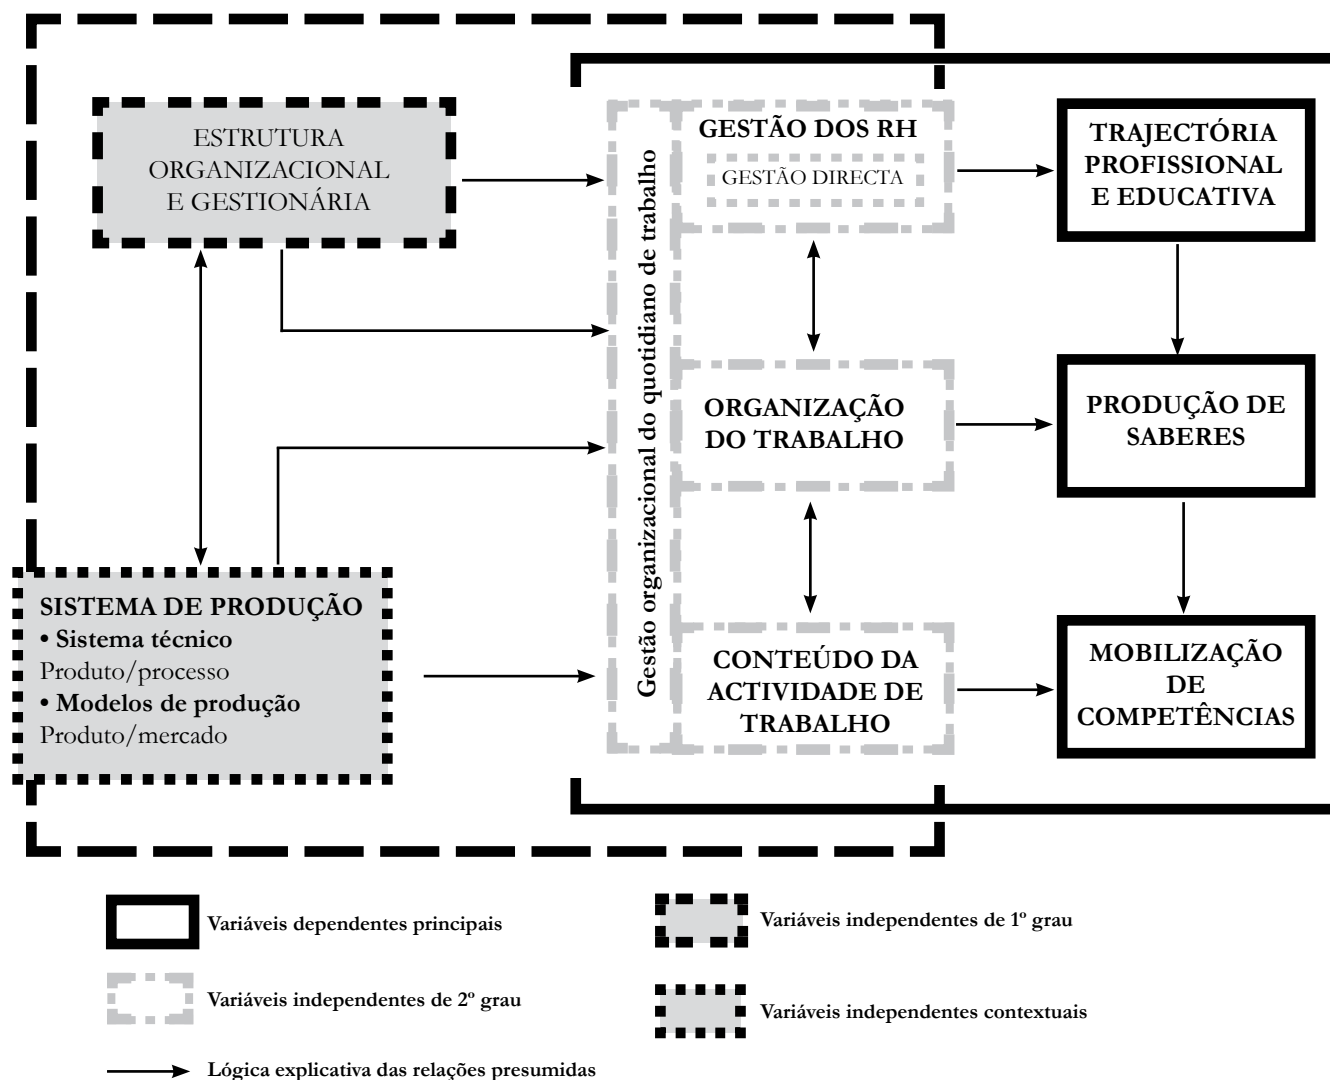 ESTRUTURA
ORGANIZACIONAL
E GESTIONÁRIA
SISTEMA DE PRODUÇÃO
• Sistema técnico
Produto/processo
• Modelos de produção
Produto/mercado
Gestão organizacional do quotidiano de trabalho
GESTÃO DOS RH
GESTÃO DIRECTA
ORGANIZAÇÃO
DO TRABALHO
CONTEÚDO DA
ACTIVIDADE DE
TRABALHO
TRAJECTÓRIA
PROFISSIONAL
E EDUCATIVA
PRODUÇÃO DE
SABERES
MOBILIZAÇÃO
DE
COMPETÊNCIAS
Variáveis dependentes principais
Variáveis independentes de 1º grau
Variáveis independentes de 2º grau
Variáveis independentes contextuais
Lógica explicativa das relações presumidas